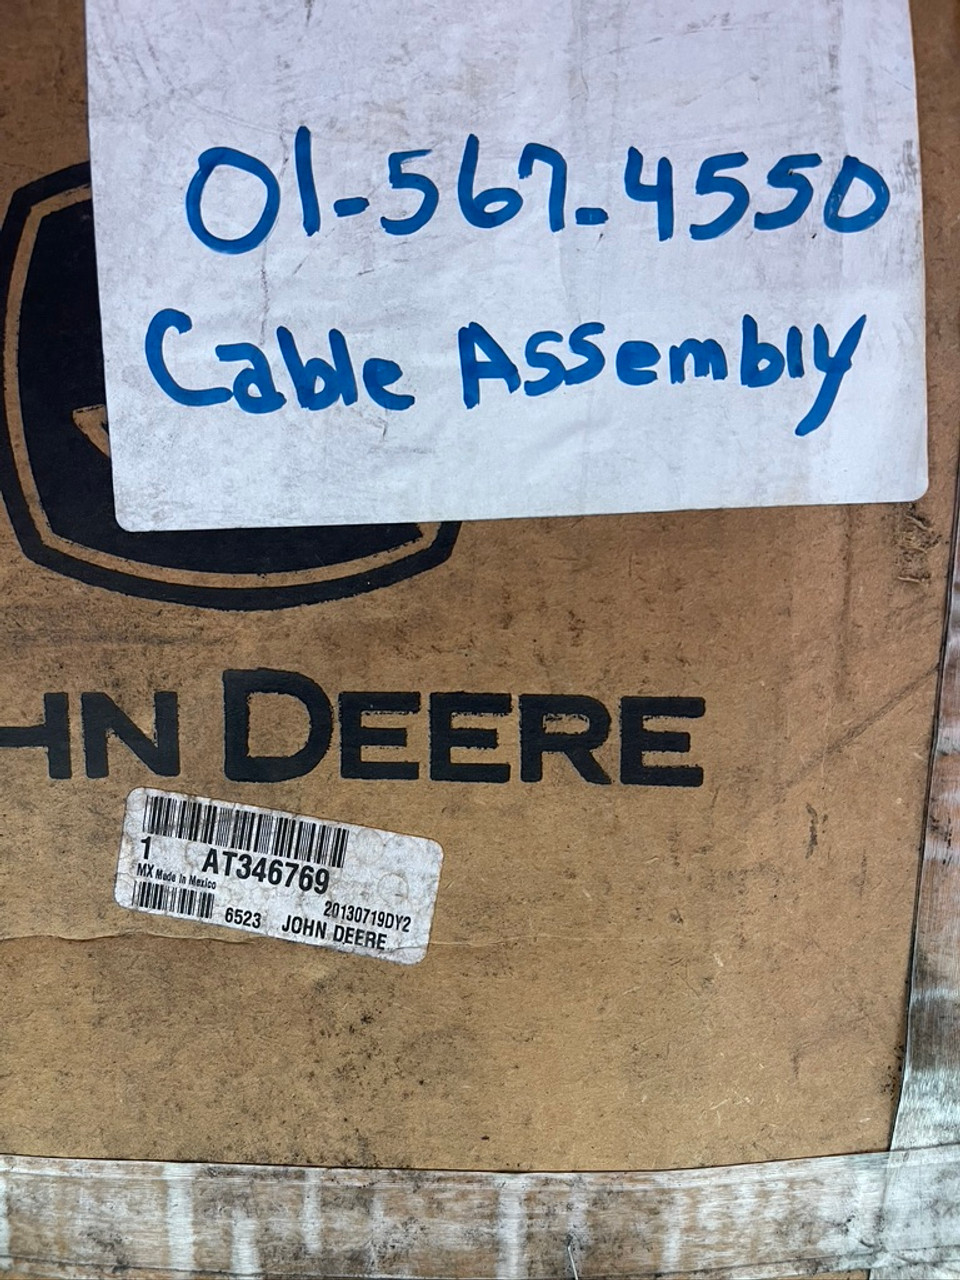 01-567-4550
Cable Assembly
HN DEERE
1 AT346769
MX Made In Mexico
20130719DY2
6523 JOHN DEERE